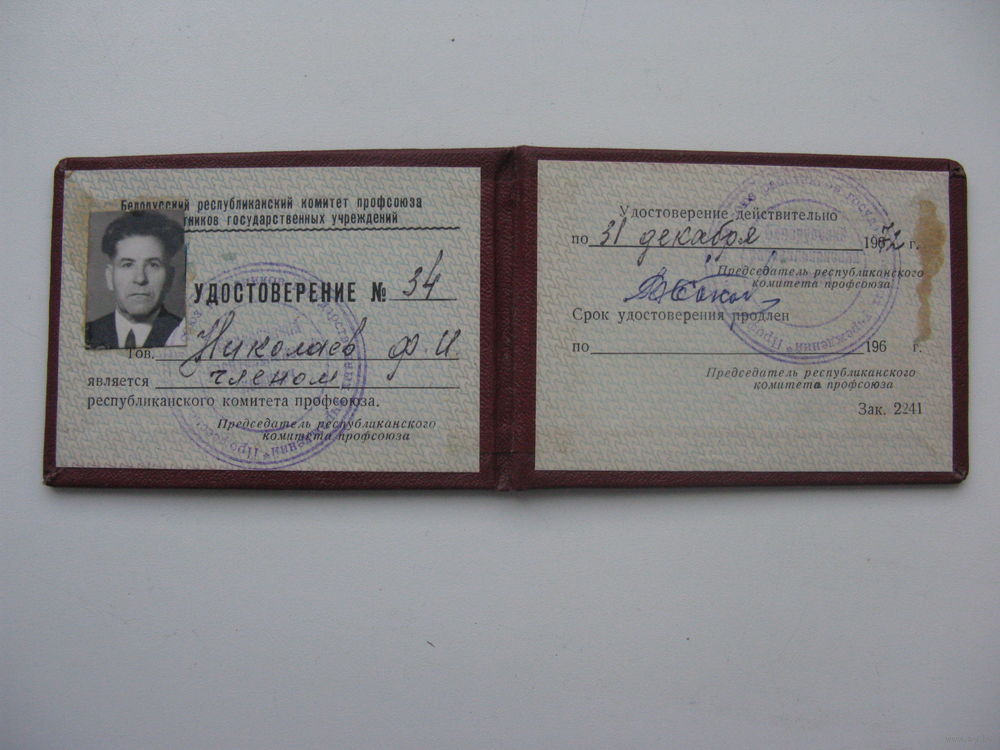 Белорусский республиканский комитет профсоюза
тников государственных учреждений
УДОСТОВЕРЕНИЕ № 34
Тов. Николаев Ф. И
является членом
республиканского комитета профсоюза.
Председатель республиканского
комитета профсоюза
Удостоверение действительно
по 31 декабря 1972 г.
Председатель республиканского
комитета профсоюза
Срок удостоверения продлен
по 196 г.
Председатель республиканского
комитета профсоюза
Зак. 2241